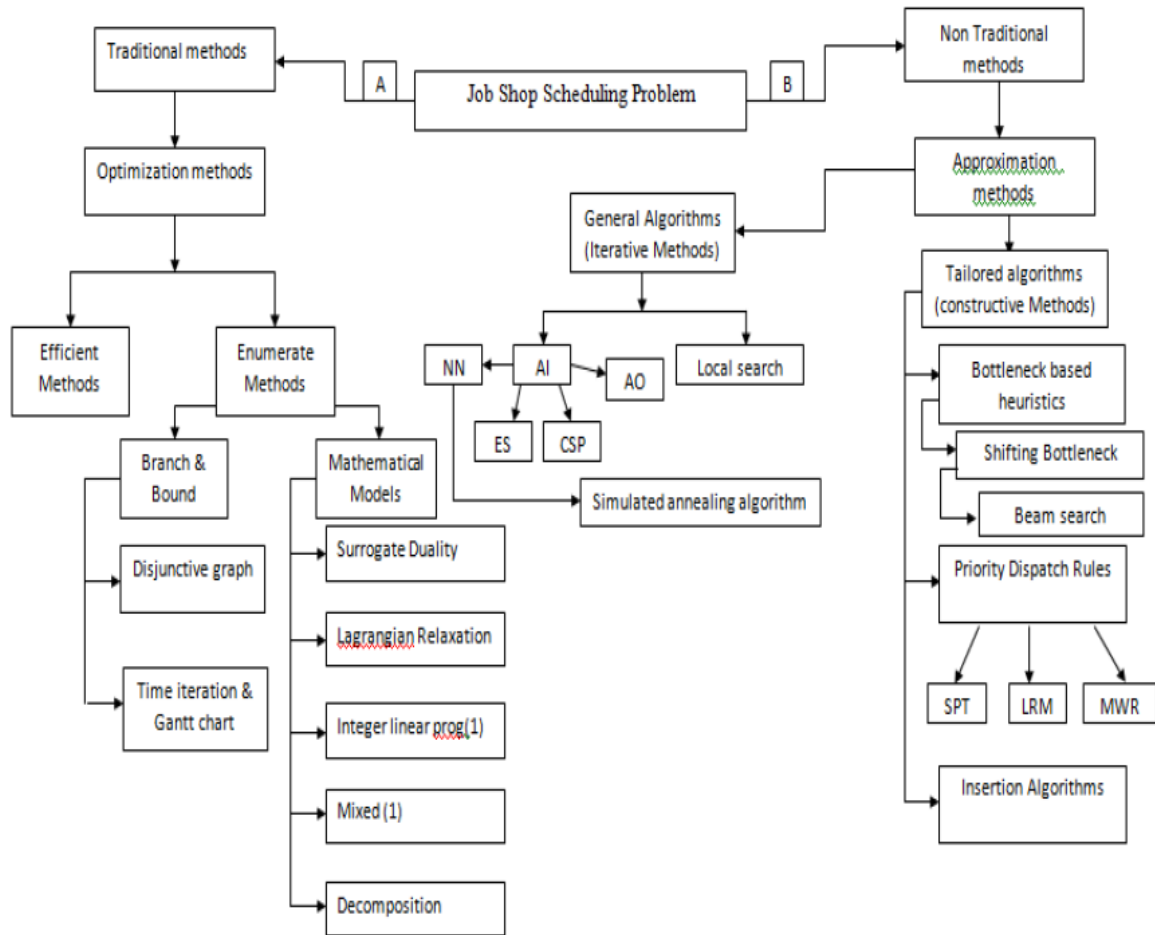 Traditional methods
A
Job Shop Scheduling Problem
B
Non Traditional
methods
Optimization methods
Approximation
methods
General Algorithms
(Iterative Methods)
Tailored algorithms
(constructive Methods)
Efficient
Methods
Enumerate
Methods
NN
AI
AO
Local search
ES
CSP
Simulated annealing algorithm
Bottleneck based
heuristics
Shifting Bottleneck
Beam search
Branch &
Bound
Mathematical
Models
Disjunctive graph
Time iteration &
Gantt chart
Surrogate Duality
Lagrangian Relaxation
Integer linear prog(1)
Mixed (1)
Decomposition
Priority Dispatch Rules
SPT
LRM
MWR
Insertion Algorithms